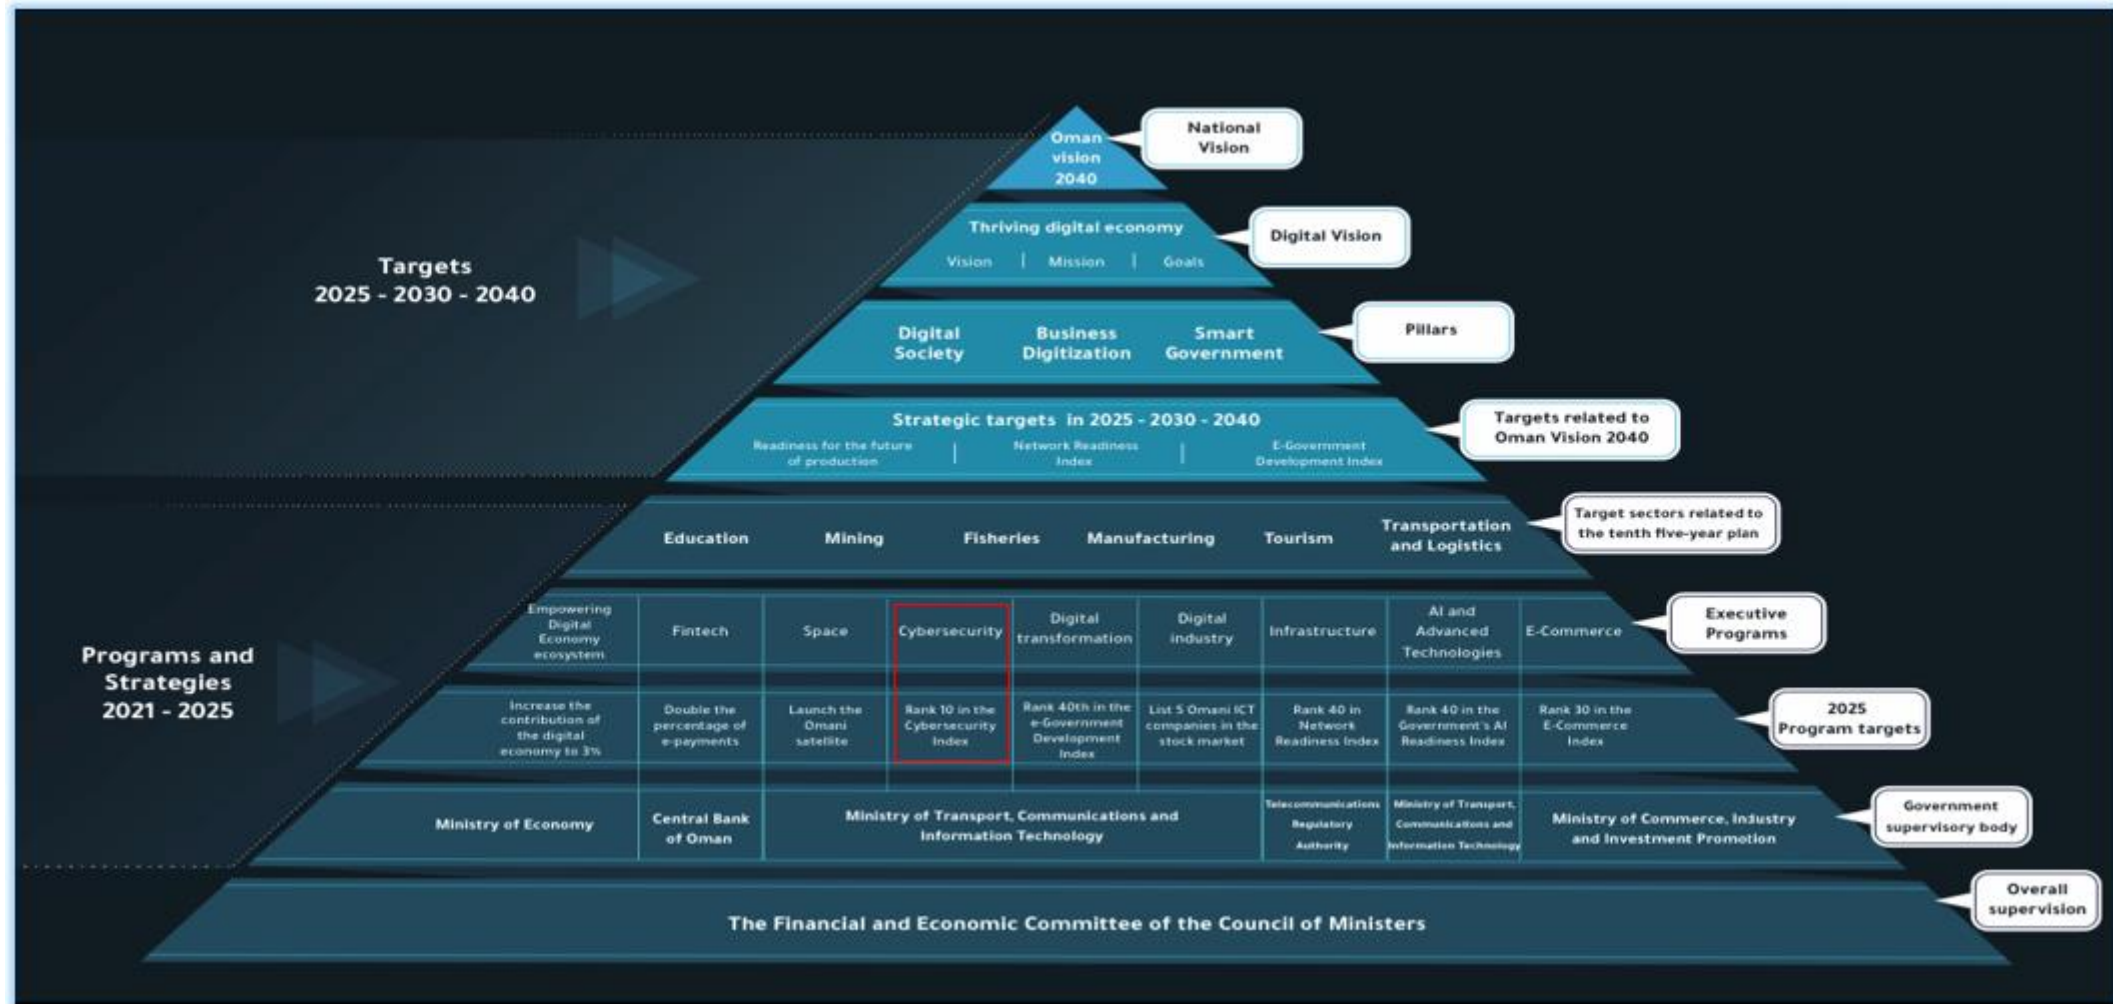 Oman
vision
2040
National
Vision
Thriving digital economy
Vision | Mission | Goals
Digital Vision
Targets
2025 - 2030 - 2040
Digital
Society
Business
Digitization
Smart
Government
Pillars
Strategic targets in 2025 - 2030 - 2040
Readiness for the future
of production
Network Readiness
Index
E-Government
Development Index
Targets related to
Oman Vision 2040
Education
Mining
Fisheries
Manufacturing
Tourism
Transportation
and Logistics
Target sectors related to
the tenth five-year plan
Programs and
Strategies
2021 - 2025
Empowering
Digital
Economy
ecosystem
Fintech
Space
Cybersecurity
Digital
transformation
Digital
industry
Infrastructure
AI and
Advanced
Technologies
E-Commerce
Executive
Programs
Increase the
contribution of
the digital
economy to 3%
Double the
percentage of
e-payments
Launch the
Omani
satellite
Rank 10 in the
Cybersecurity
Index
Rank 40th in the
e-Government
Development
Index
List 5 Omani ICT
companies in the
stock market
Rank 40 in
Network
Readiness Index
Rank 40 in the
Government's AI
Readiness Index
Rank 30 in the
E-Commerce
Index
2025
Program targets
Ministry of Economy
Central Bank
of Oman
Ministry of Transport, Communications and
Information Technology
Telecommunications
Regulatory
Authority
Ministry of Transport,
Communications and
Information Technology
Ministry of Commerce, Industry
and Investment Promotion
Government
supervisory body
The Financial and Economic Committee of the Council of Ministers
Overall
supervision